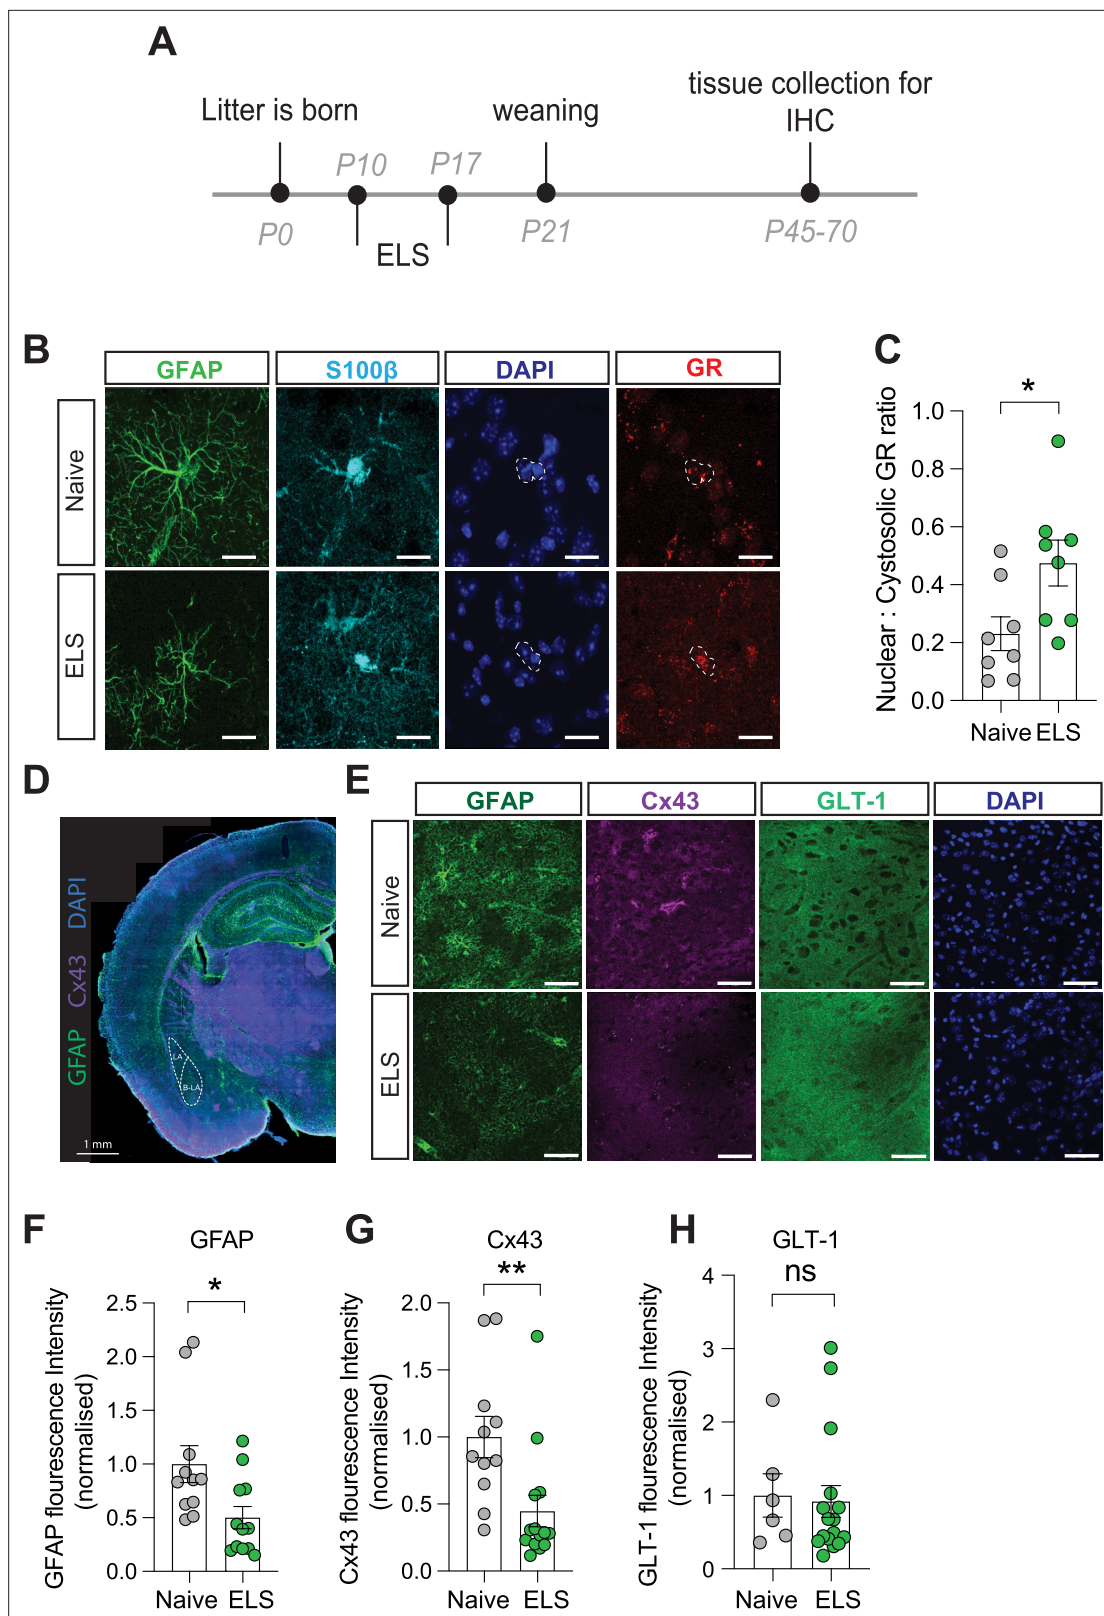 A
Litter is born
weaning
tissue collection for
IHC
P10
P17
P0
ELS
P21
P45-70
B
GFAP
S100β
DAPI
GR
Naive
ELS
C
*
Nuclear : Cystosolic GR ratio
1.0
0.8
0.6
0.4
0.2
0.0
Naive
ELS
D
GFAP Cx43 DAPI
LA
B-LA
1 mm
E
GFAP
Cx43
GLT-1
DAPI
Naive
ELS
F
GFAP
*
GFAP flourescence Intensity
(normalised)
2.5
2.0
1.5
1.0
0.5
0.0
Naive
ELS
G
Cx43
**
Cx43 flourescence Intensity
(normalised)
2.0
1.5
1.0
0.5
0.0
Naive
ELS
H
GLT-1
ns
GLT-1 flourescence Intensity
(normalised)
4
3
2
1
0
Naive
ELS